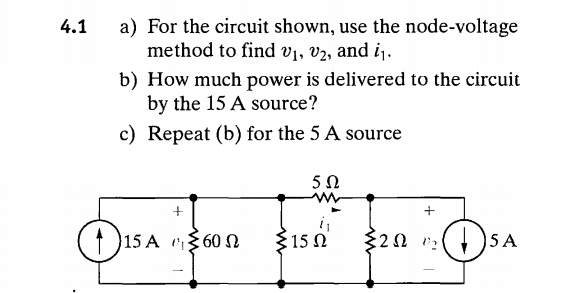 4.1 a) For the circuit shown, use the node-voltage
method to find v₁, v₂, and i₁.
b) How much power is delivered to the circuit
by the 15 A source?
c) Repeat (b) for the 5 A source
5 Ω
+ i₁ +
15 A v₁ 60 Ω 15 Ω 2 Ω v₂ 5 A
− −